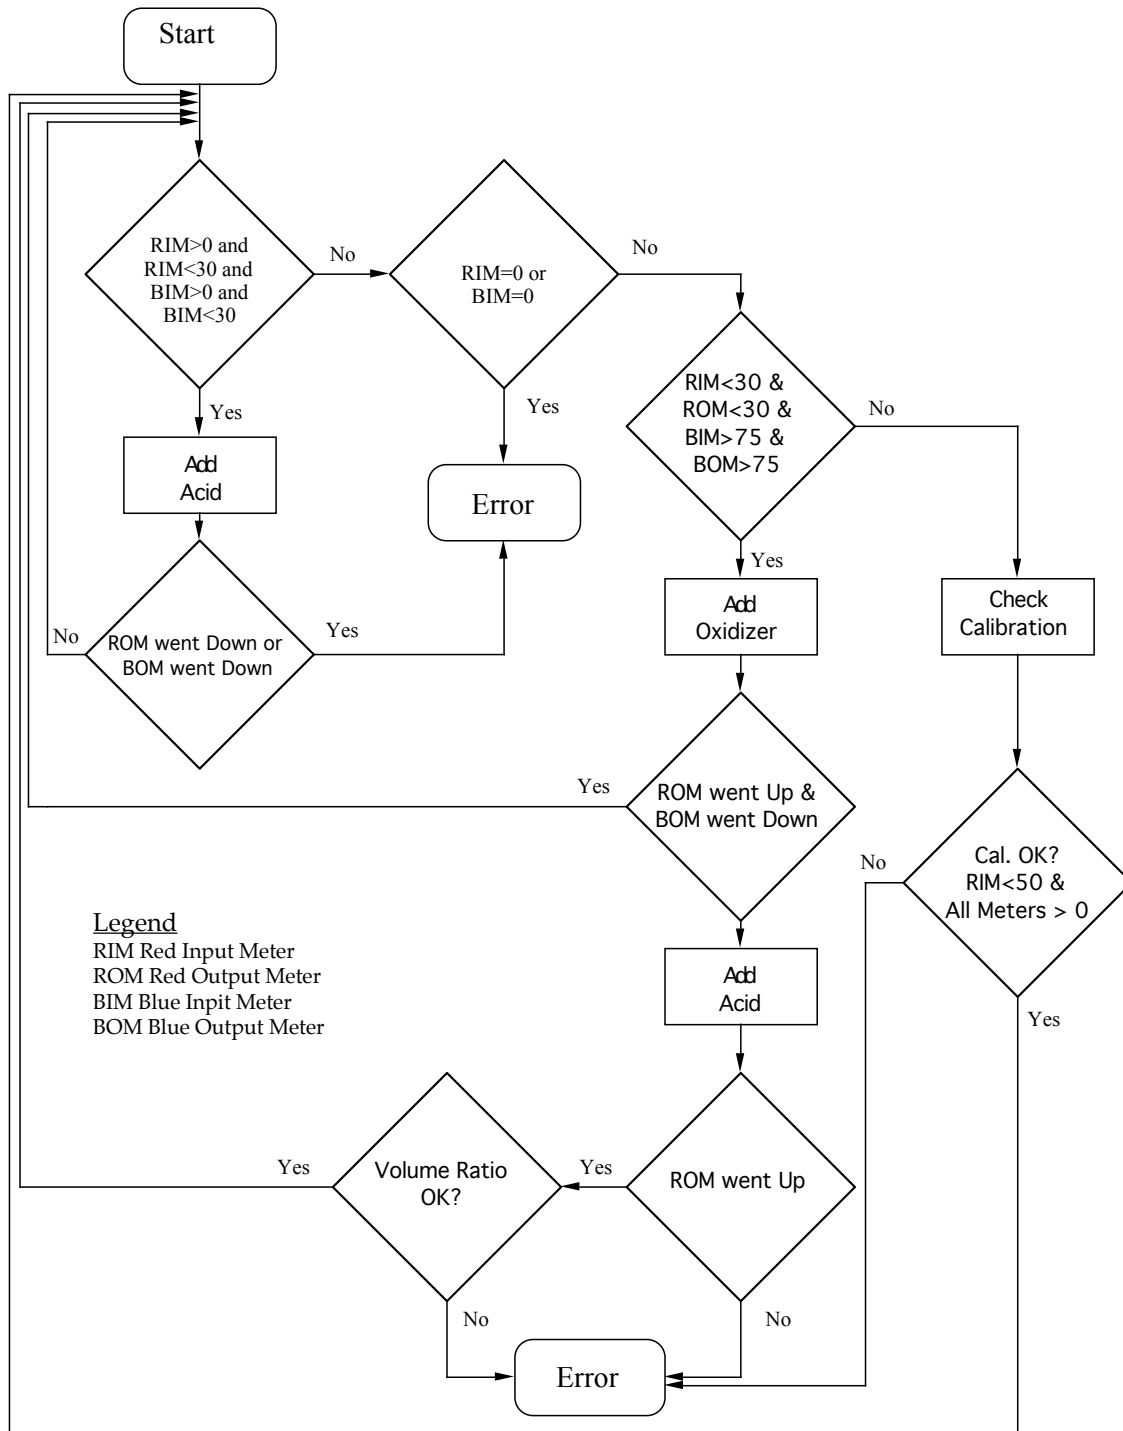 Start
RIM>0 and
RIM<30 and
BIM>0 and
BIM<30
No
Yes
RIM=0 or
BIM=0
No
Yes
Error
RIM<30 &
ROM<30 &
BIM>75 &
BOM>75
No
Yes
Add
Acid
ROM went Down or
BOM went Down
No
Yes
Add
Oxidizer
Check
Calibration
ROM went Up &
BOM went Down
Yes
Cal. OK?
RIM<50 &
All Meters > 0
No
Yes
Legend
RIM Red Input Meter
ROM Red Output Meter
BIM Blue Inpit Meter
BOM Blue Output Meter
Add
Acid
ROM went Up
Yes
No
Volume Ratio
OK?
Yes
No
Error